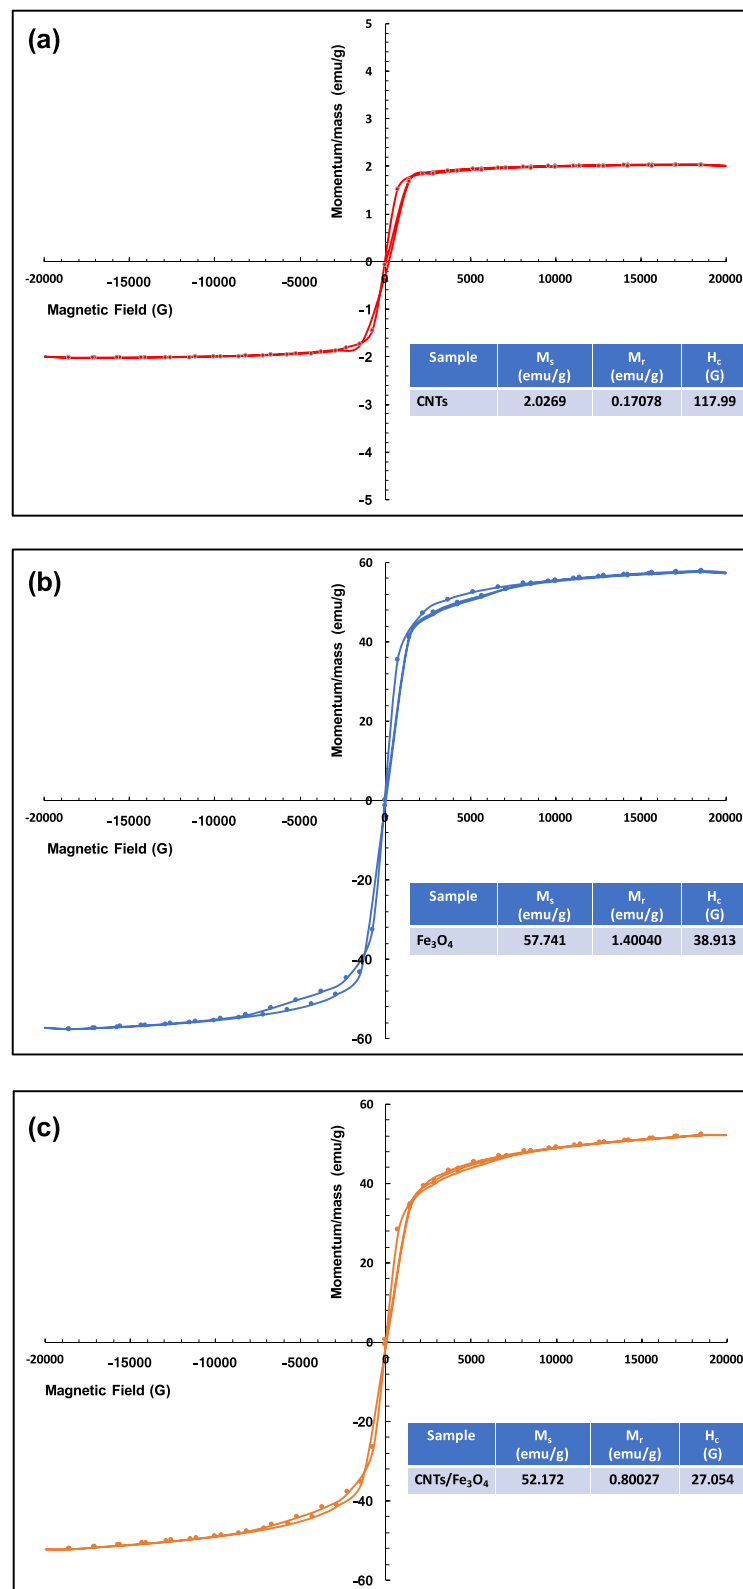 (a)
Momentum/mass (emu/g)
5
4
3
2
1
0
-20000 -15000 -10000 -5000 0 5000 10000 15000 20000
Magnetic Field (G)
-1
-2
-3
-4
-5
Sample Ms (emu/g) Mr (emu/g) Hc (G)
CNTs 2.0269 0.17078 117.99
(b)
Momentum/mass (emu/g)
60
40
20
0
-20000 -15000 -10000 -5000 0 5000 10000 15000 20000
Magnetic Field (G)
-20
-40
-60
Sample Ms (emu/g) Mr (emu/g) Hc (G)
Fe₃O₄ 57.741 1.40040 38.913
(c)
Momentum/mass (emu/g)
60
40
20
0
-20000 -15000 -10000 -5000 0 5000 10000 15000 20000
Magnetic Field (G)
-20
-40
-60
Sample Ms (emu/g) Mr (emu/g) Hc (G)
CNTs/Fe₃O₄ 52.172 0.80027 27.054